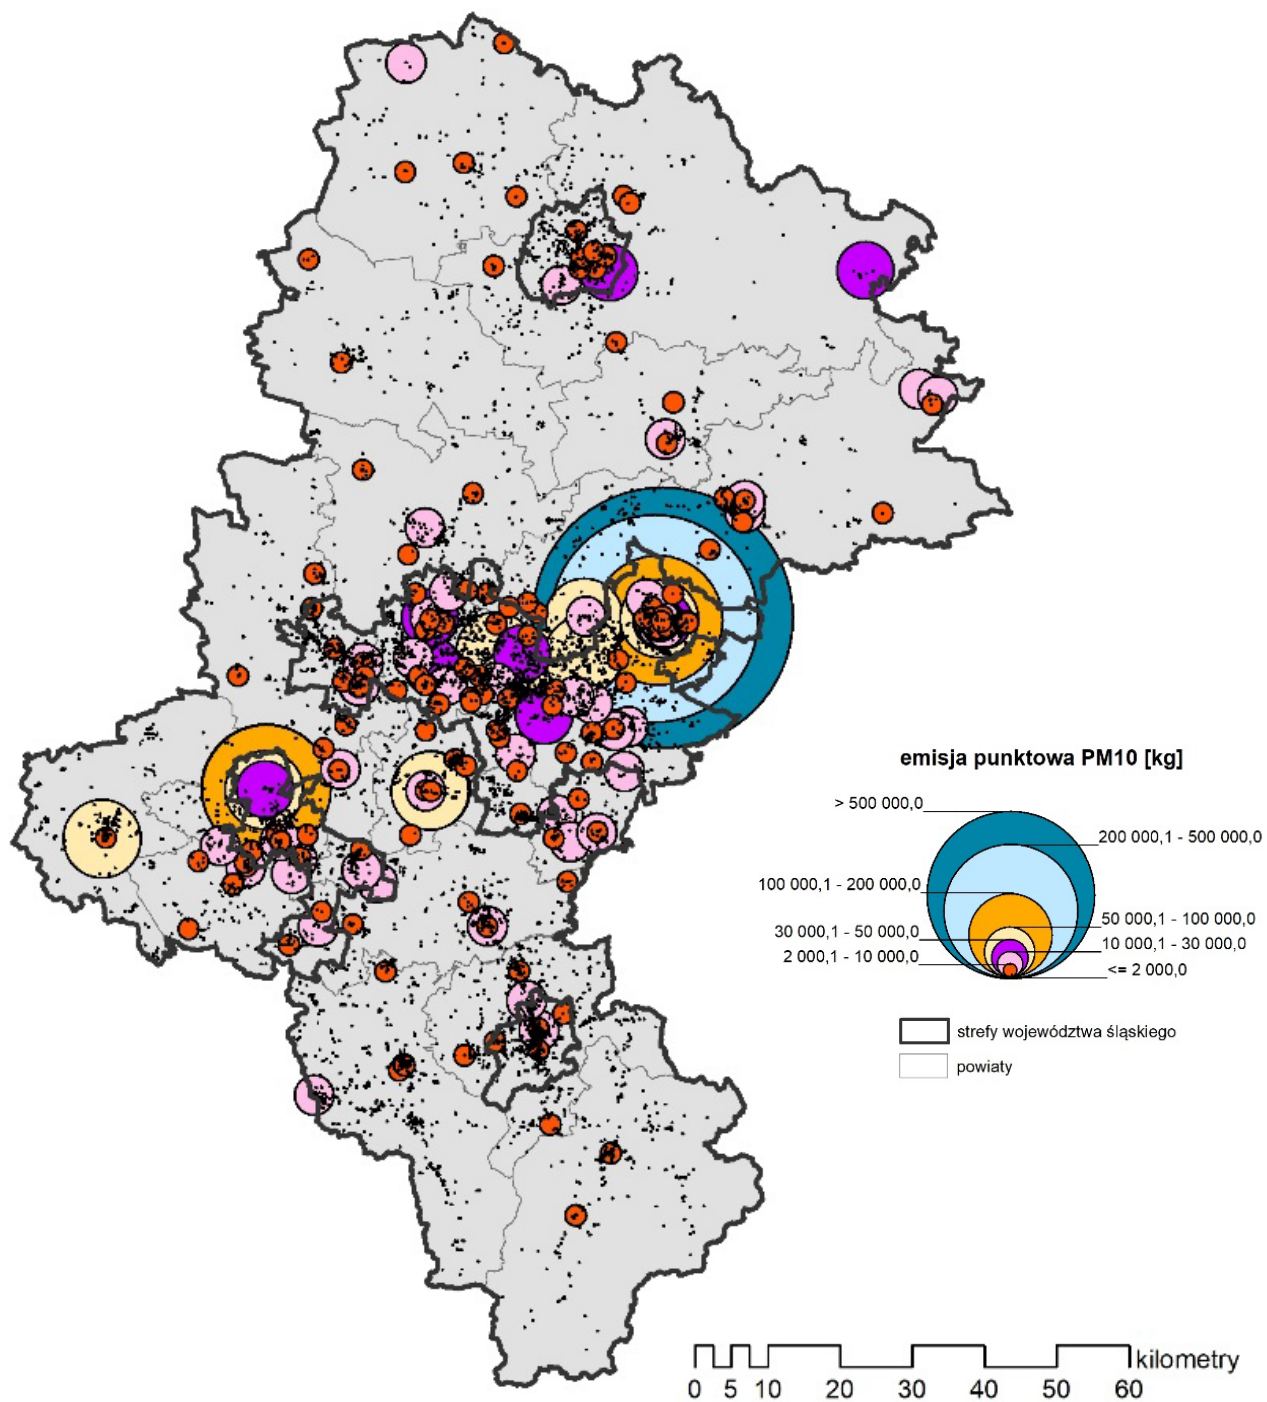 emisja punktowa PM10 [kg]
> 500 000,0
200 000,1 - 500 000,0
100 000,1 - 200 000,0
50 000,1 - 100 000,0
30 000,1 - 50 000,0
10 000,1 - 30 000,0
2 000,1 - 10 000,0
<= 2 000,0
strefy województwa śląskiego
powiaty
kilometry
0 5 10 20 30 40 50 60